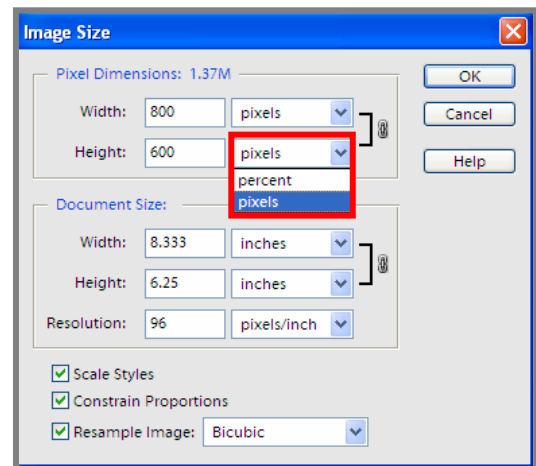 Image Size
Pixel Dimensions: 1.37M
OK
Width: 800 pixels
Cancel
Height: 600 pixels
Help
percent
pixels
Document Size:
Width: 8.333 inches
Height: 6.25 inches
Resolution: 96 pixels/inch
Scale Styles
Constrain Proportions
Resample Image: Bicubic